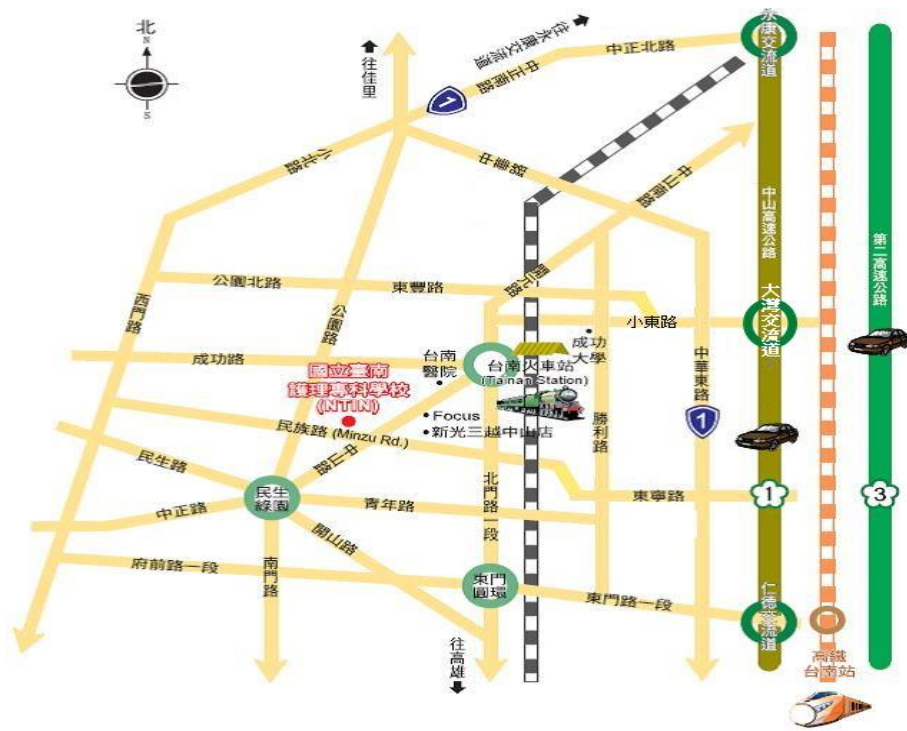 北
N
S
往佳里
往永康交流道
中正南路
中正北路
永康交流道
1
小北路
中華路
中山南路
中山高速公路
第二高速公路
公園北路
東豐路
開元路
西門路
公園路
小東路
大灣交流道
成功路
台南
醫院
台南火車站
(Tainan Station)
成功
大學
中華東路
國立臺南
護理專科學校
(NTIN)
Focus
新光三越中山店
民族路 (Minzu Rd.)
中山路
勝利路
1
北門路一段
民生路
民生
綠園
青年路
東寧路
1
3
中正路
開山路
府前路一段
南門路
東門
圓環
東門路一段
仁德交流道
往高雄
高鐵
台南站